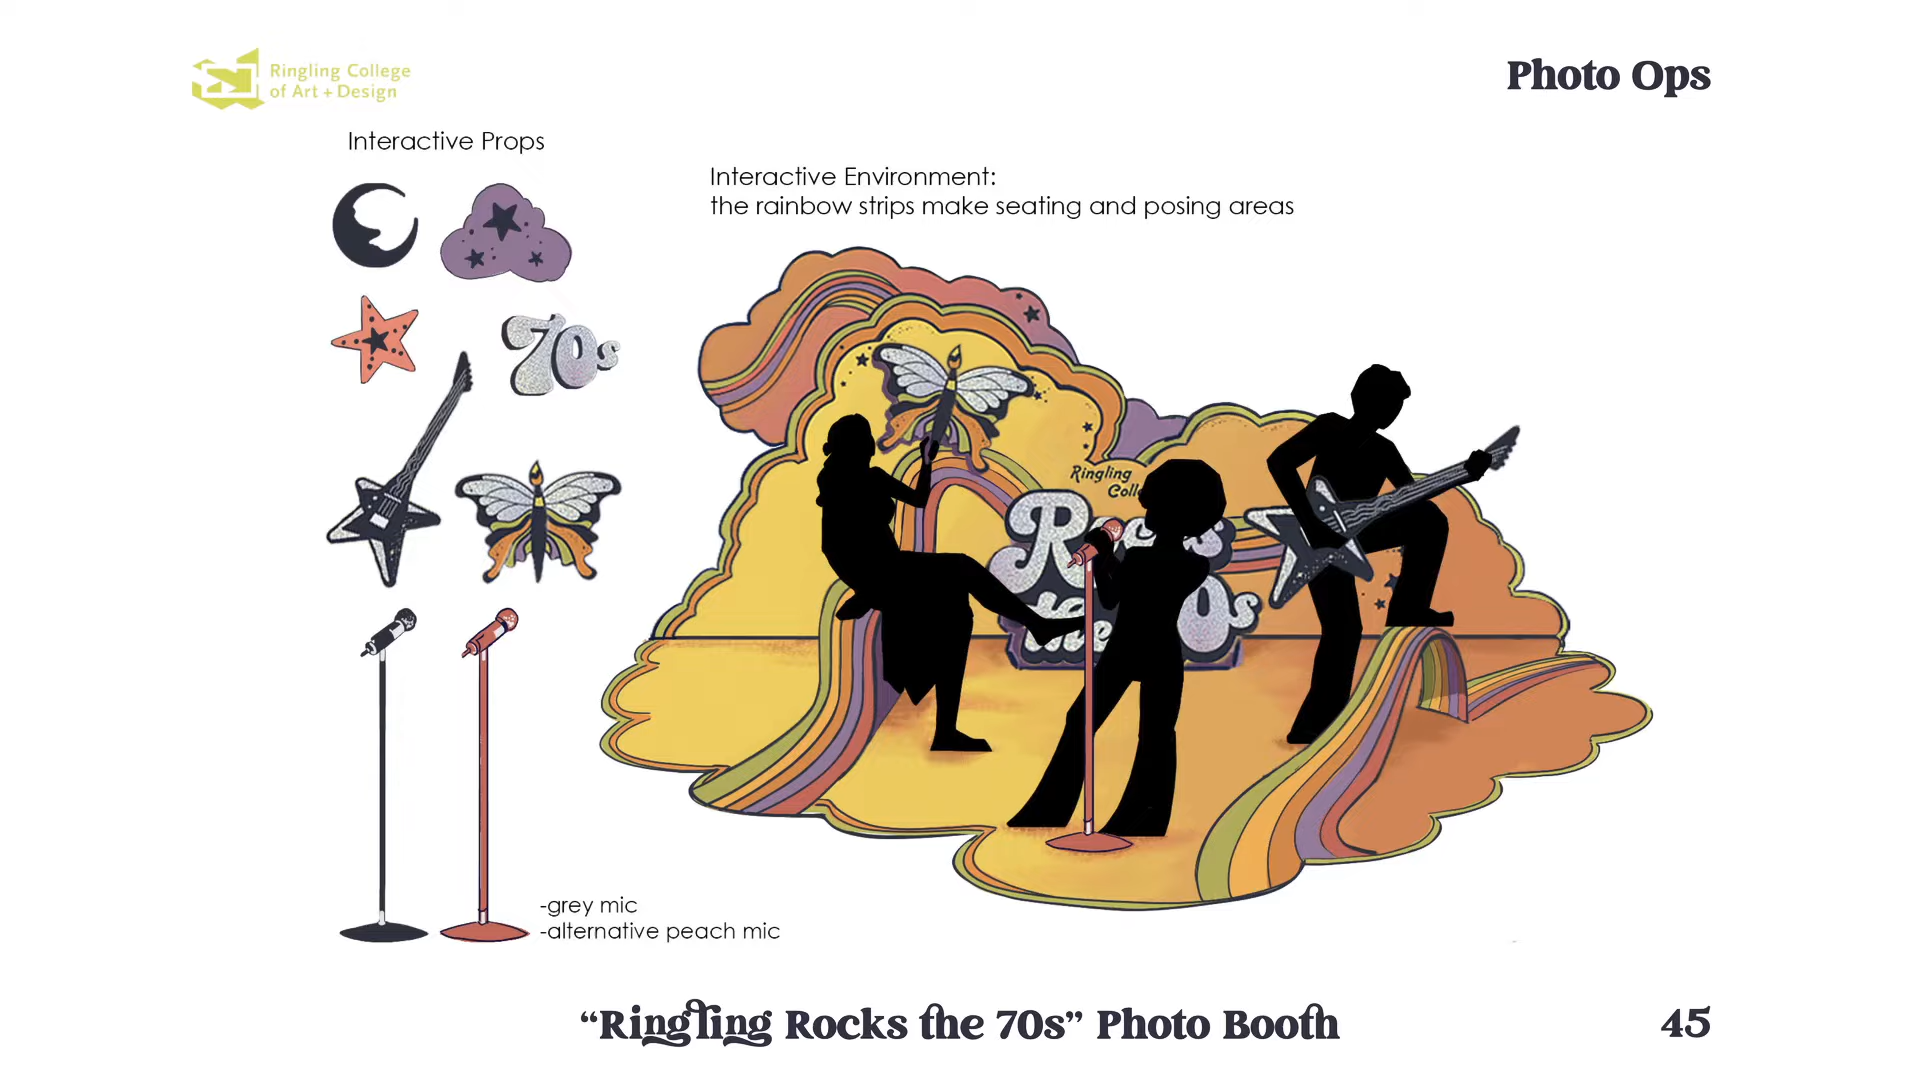 Ringling College
of Art + Design
Photo Ops
Interactive Props
Interactive Environment:
the rainbow strips make seating and posing areas
70s
Ringling
the
-grey mic
-alternative peach mic
“Ringling Rocks the 70s” Photo Booth
45